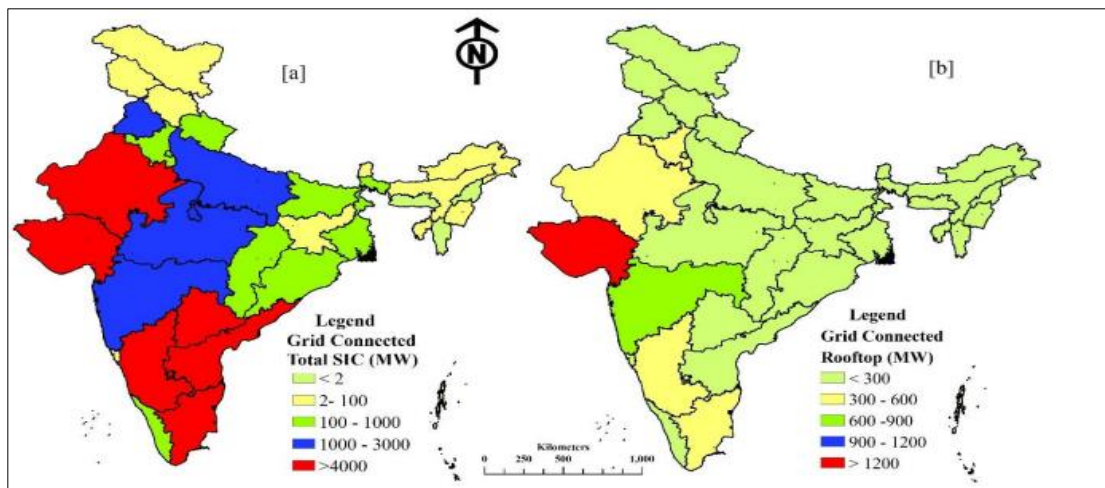 [a]
N
[b]
Legend
Grid Connected
Total SIC (MW)
< 2
2- 100
100 - 1000
1000 - 3000
>4000
Legend
Grid Connected
Rooftop (MW)
< 300
300 - 600
600 -900
900 - 1200
> 1200
Kilometers
0 250 500 1,000